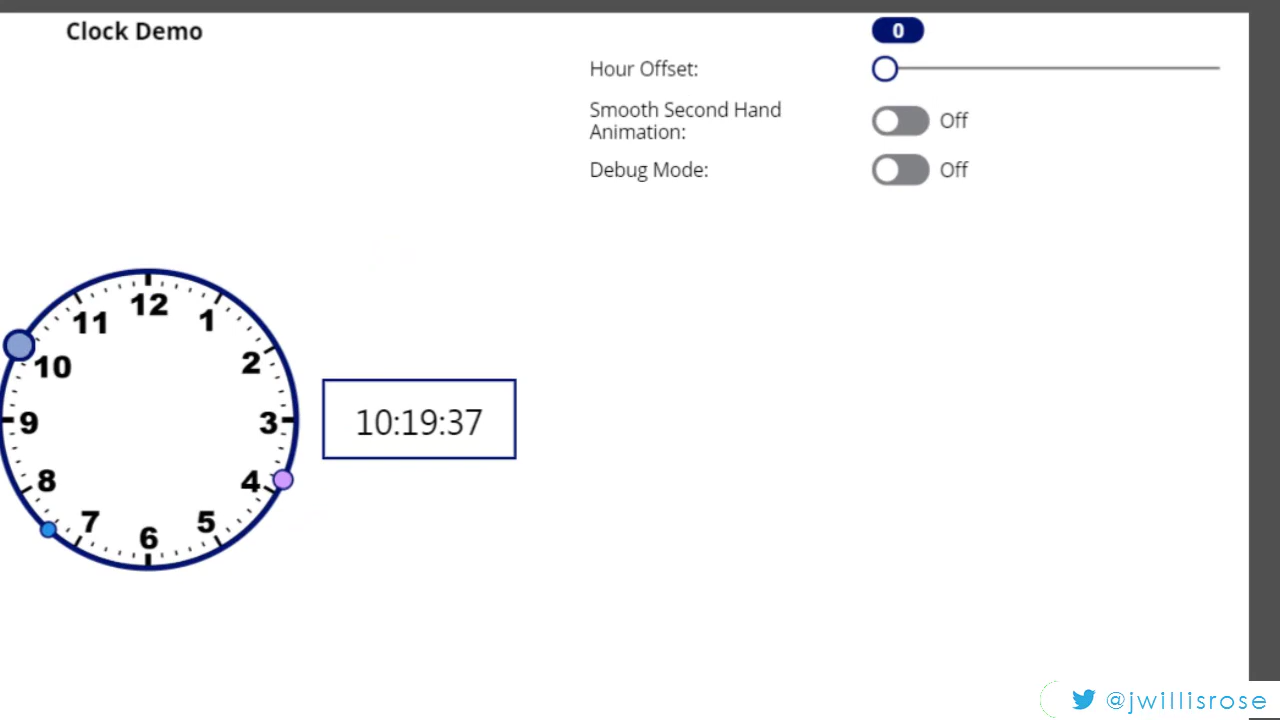 Clock Demo
0
Hour Offset:
Smooth Second Hand
Animation:
Off
Debug Mode:
Off
12
11
1
10
2
9
3
8
4
7
5
6
10:19:37
@jwillisrose